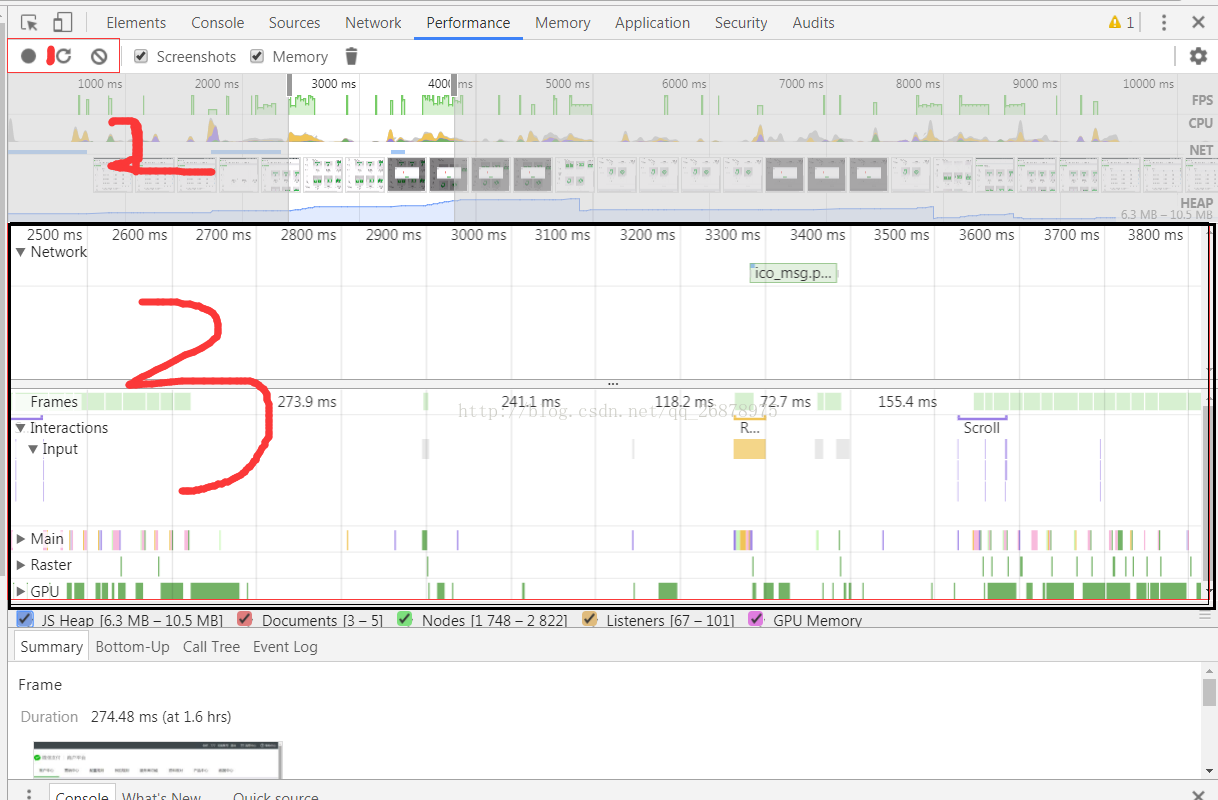 Elements Console Sources Network Performance Memory Application Security Audits 1
Screenshots Memory
1000 ms 2000 ms 3000 ms 4000 ms 5000 ms 6000 ms 7000 ms 8000 ms 9000 ms 10000 ms
FPS
CPU
2
NET
HEAP
6.3 MB – 10.5 MB
2500 ms 2600 ms 2700 ms 2800 ms 2900 ms 3000 ms 3100 ms 3200 ms 3300 ms 3400 ms 3500 ms 3600 ms 3700 ms 3800 ms
Network
ico_msg.p...
3
Frames 273.9 ms 241.1 ms 118.2 ms 72.7 ms 155.4 ms
http://blog.csdn.net/qq_26878975
Interactions R... Scroll
Input
Main
Raster
GPU
JS Heap [6.3 MB – 10.5 MB] Documents [3 – 5] Nodes [1 748 – 2 822] Listeners [67 – 101] GPU Memory
Summary Bottom-Up Call Tree Event Log
Frame
Duration 274.48 ms (at 1.6 hrs)
Console What's New Quick source